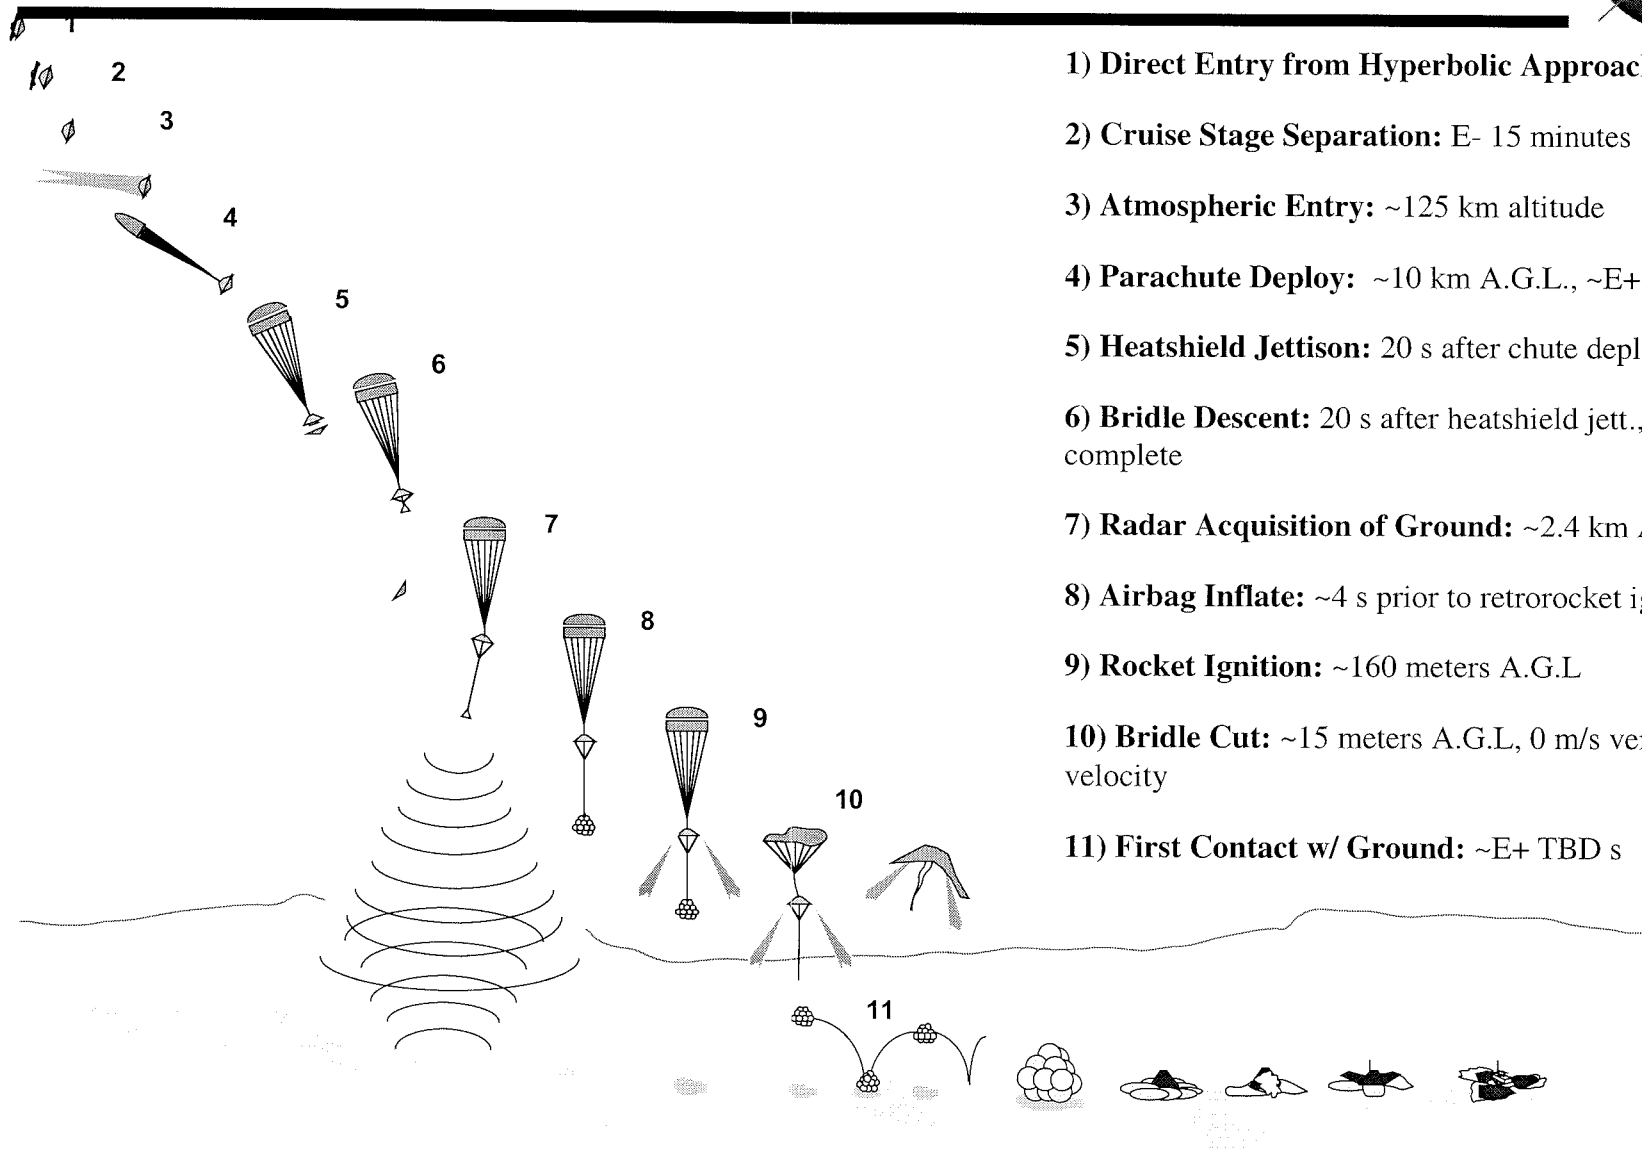 1
2
3
4
5
6
7
8
9
10
11
1) Direct Entry from Hyperbolic Approac
2) Cruise Stage Separation: E- 15 minutes
3) Atmospheric Entry: ~125 km altitude
4) Parachute Deploy: ~10 km A.G.L., ~E+
5) Heatshield Jettison: 20 s after chute depl
6) Bridle Descent: 20 s after heatshield jett.,
complete
7) Radar Acquisition of Ground: ~2.4 km
8) Airbag Inflate: ~4 s prior to retrorocket
9) Rocket Ignition: ~160 meters A.G.L
10) Bridle Cut: ~15 meters A.G.L, 0 m/s
velocity
11) First Contact w/ Ground: ~E+ TBD s